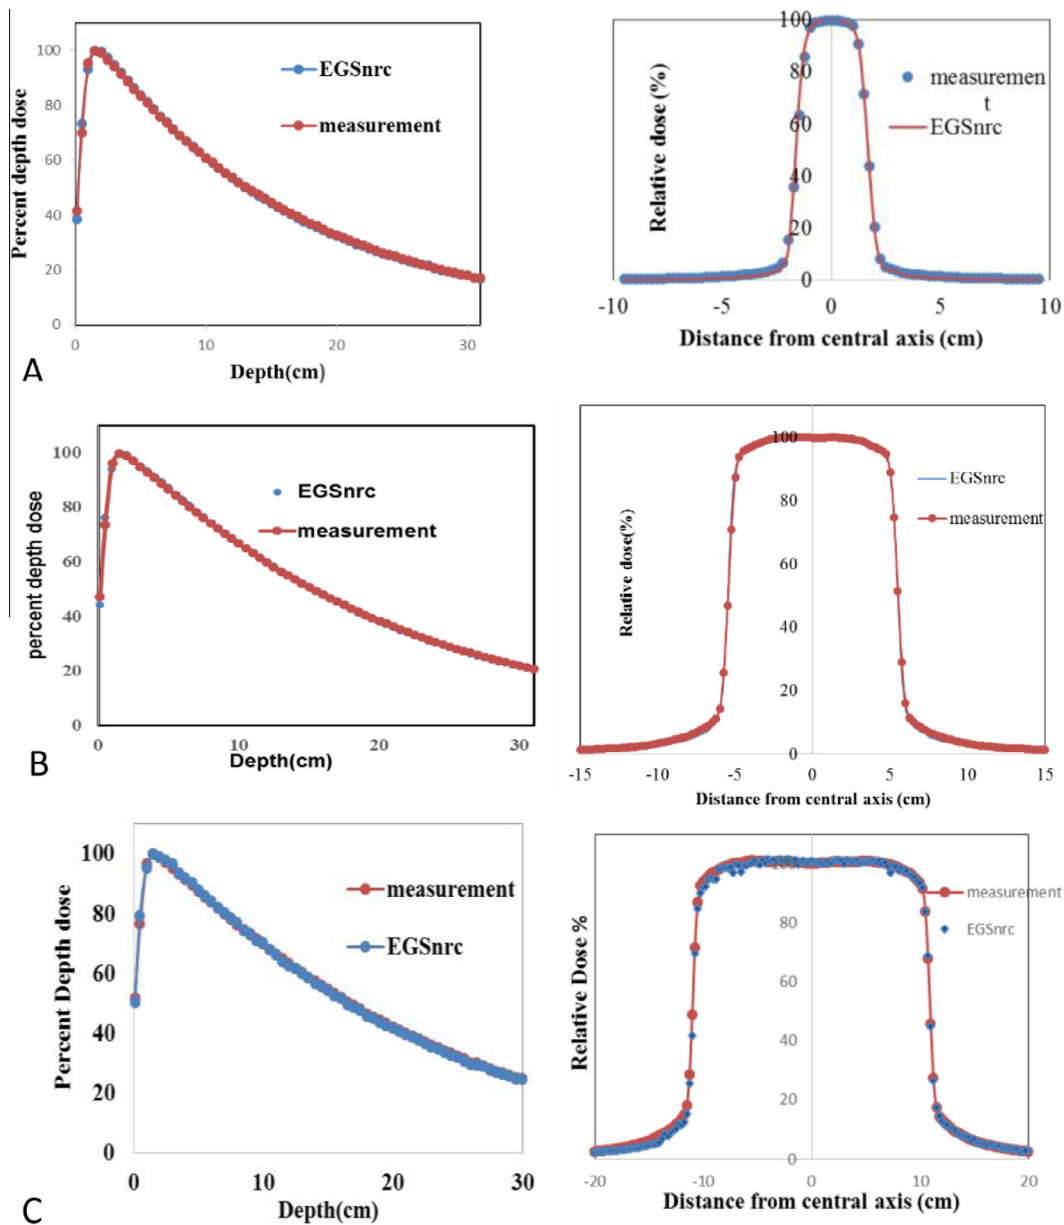 Percent depth dose
100
80
60
40
20
0
EGSnrc
measurement
0
10
20
30
Depth(cm)
A
Relative dose (%)
100
80
60
40
20
0
measuremen
t
EGSnrc
-10
-5
0
5
10
Distance from central axis (cm)
percent depth dose
100
80
60
40
20
0
EGSnrc
measurement
0
10
20
30
Depth(cm)
B
Relative dose(%)
100
80
60
40
20
0
EGSnrc
measurement
-15
-10
-5
0
5
10
15
Distance from central axis (cm)
Percent Depth dose
100
80
60
40
20
0
measurement
EGSnrc
0
10
20
30
Depth(cm)
C
Relative Dose %
100
80
60
40
20
0
measurement
EGSnrc
-20
-10
0
10
20
Distance from central axis (cm)